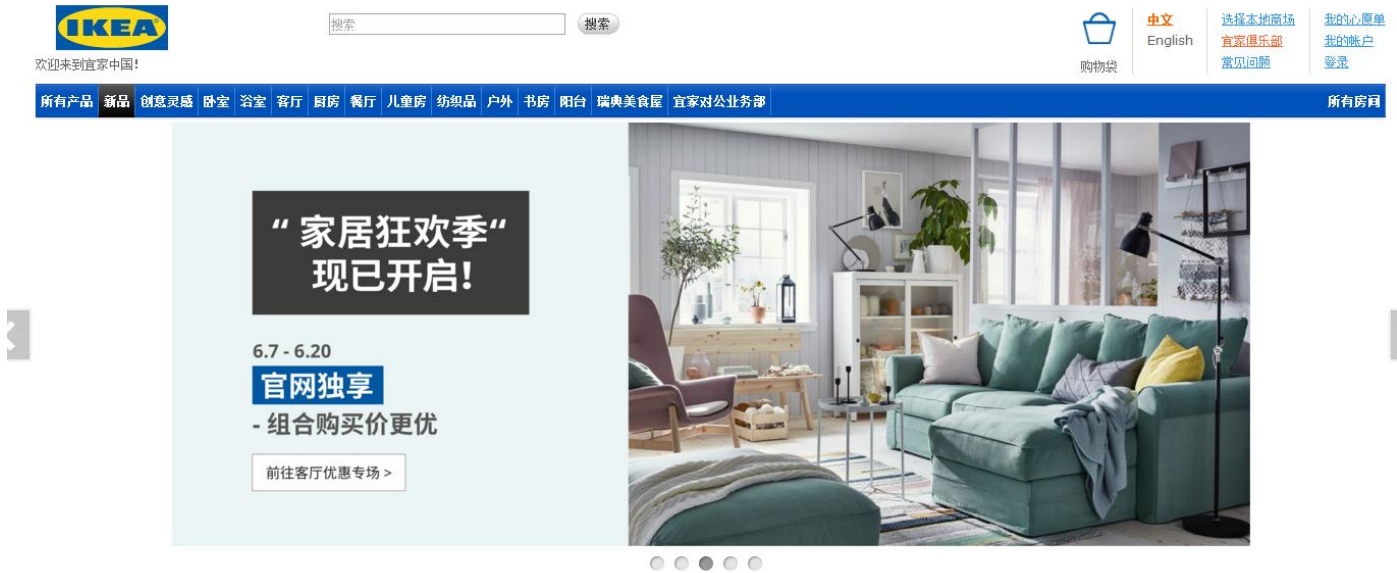 IKEA
欢迎来到宜家中国!
搜索 搜索
购物袋
中文
English
选择本地商场
宜家俱乐部
常见问题
我的心愿单
我的帐户
登录
所有产品 新品 创意灵感 卧室 浴室 客厅 厨房 餐厅 儿童房 纺织品 户外 书房 阳台 瑞典美食屋 宜家对公业务部 所有房间
“ 家居狂欢季“
现已开启!
6.7 - 6.20
官网独享
- 组合购买价更优
前往客厅优惠专场 >